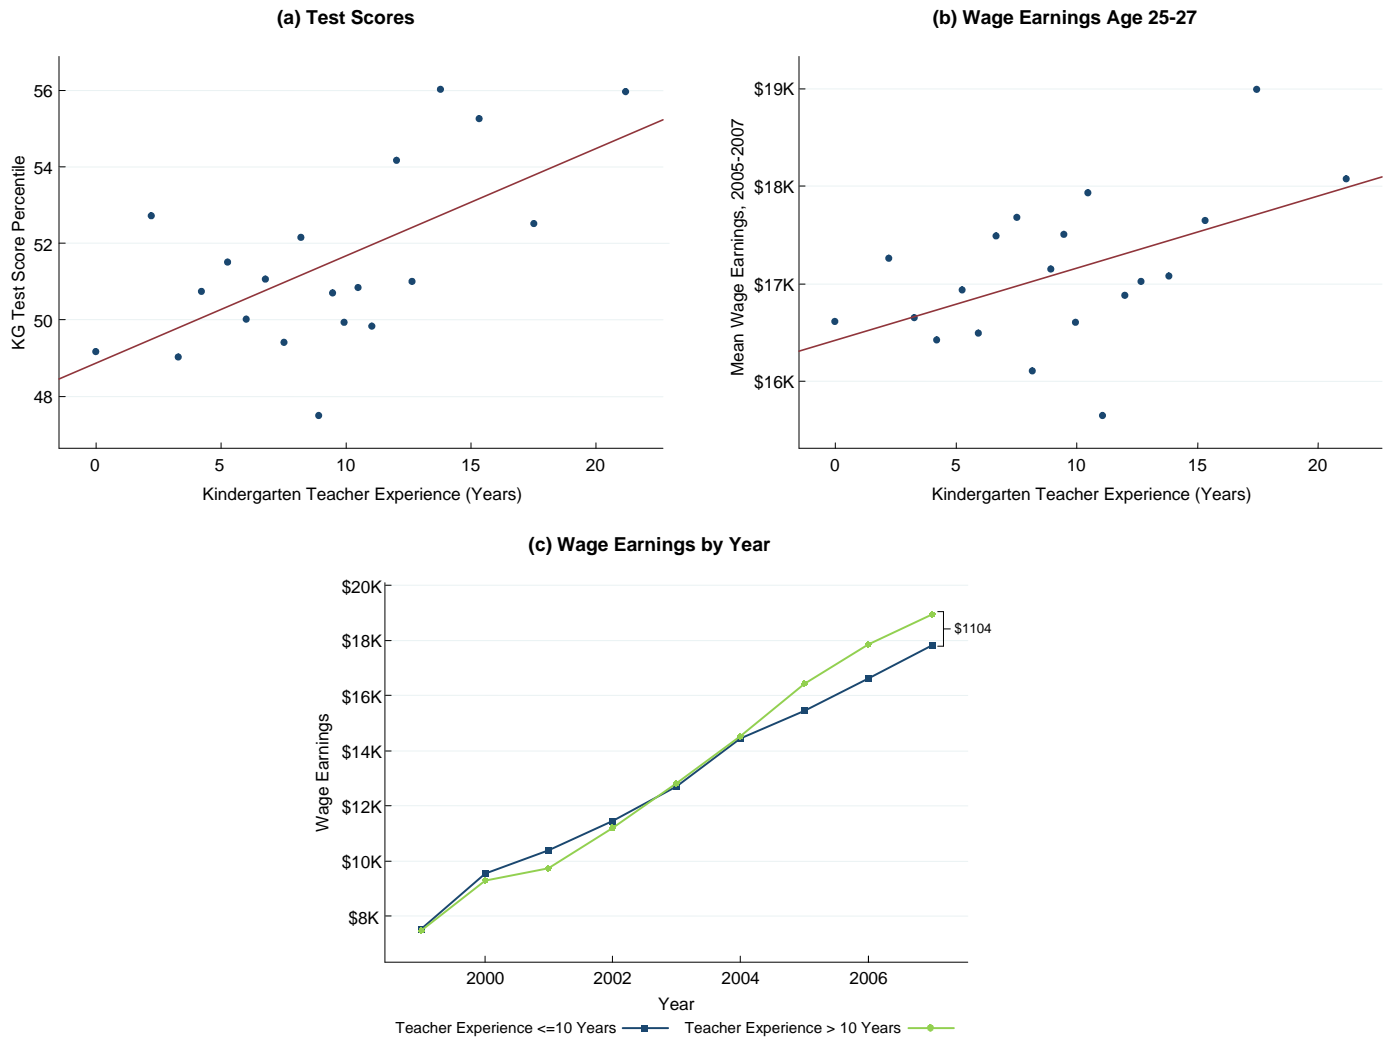 (a) Test Scores
56
54
52
50
48
KG Test Score Percentile
0 5 10 15 20
Kindergarten Teacher Experience (Years)
(b) Wage Earnings Age 25-27
$19K
$18K
$17K
$16K
Mean Wage Earnings, 2005-2007
0 5 10 15 20
Kindergarten Teacher Experience (Years)
(c) Wage Earnings by Year
$20K
$18K
$16K
$14K
$12K
$10K
$8K
Wage Earnings
$1104
2000 2002 2004 2006
Year
Teacher Experience <=10 Years Teacher Experience > 10 Years